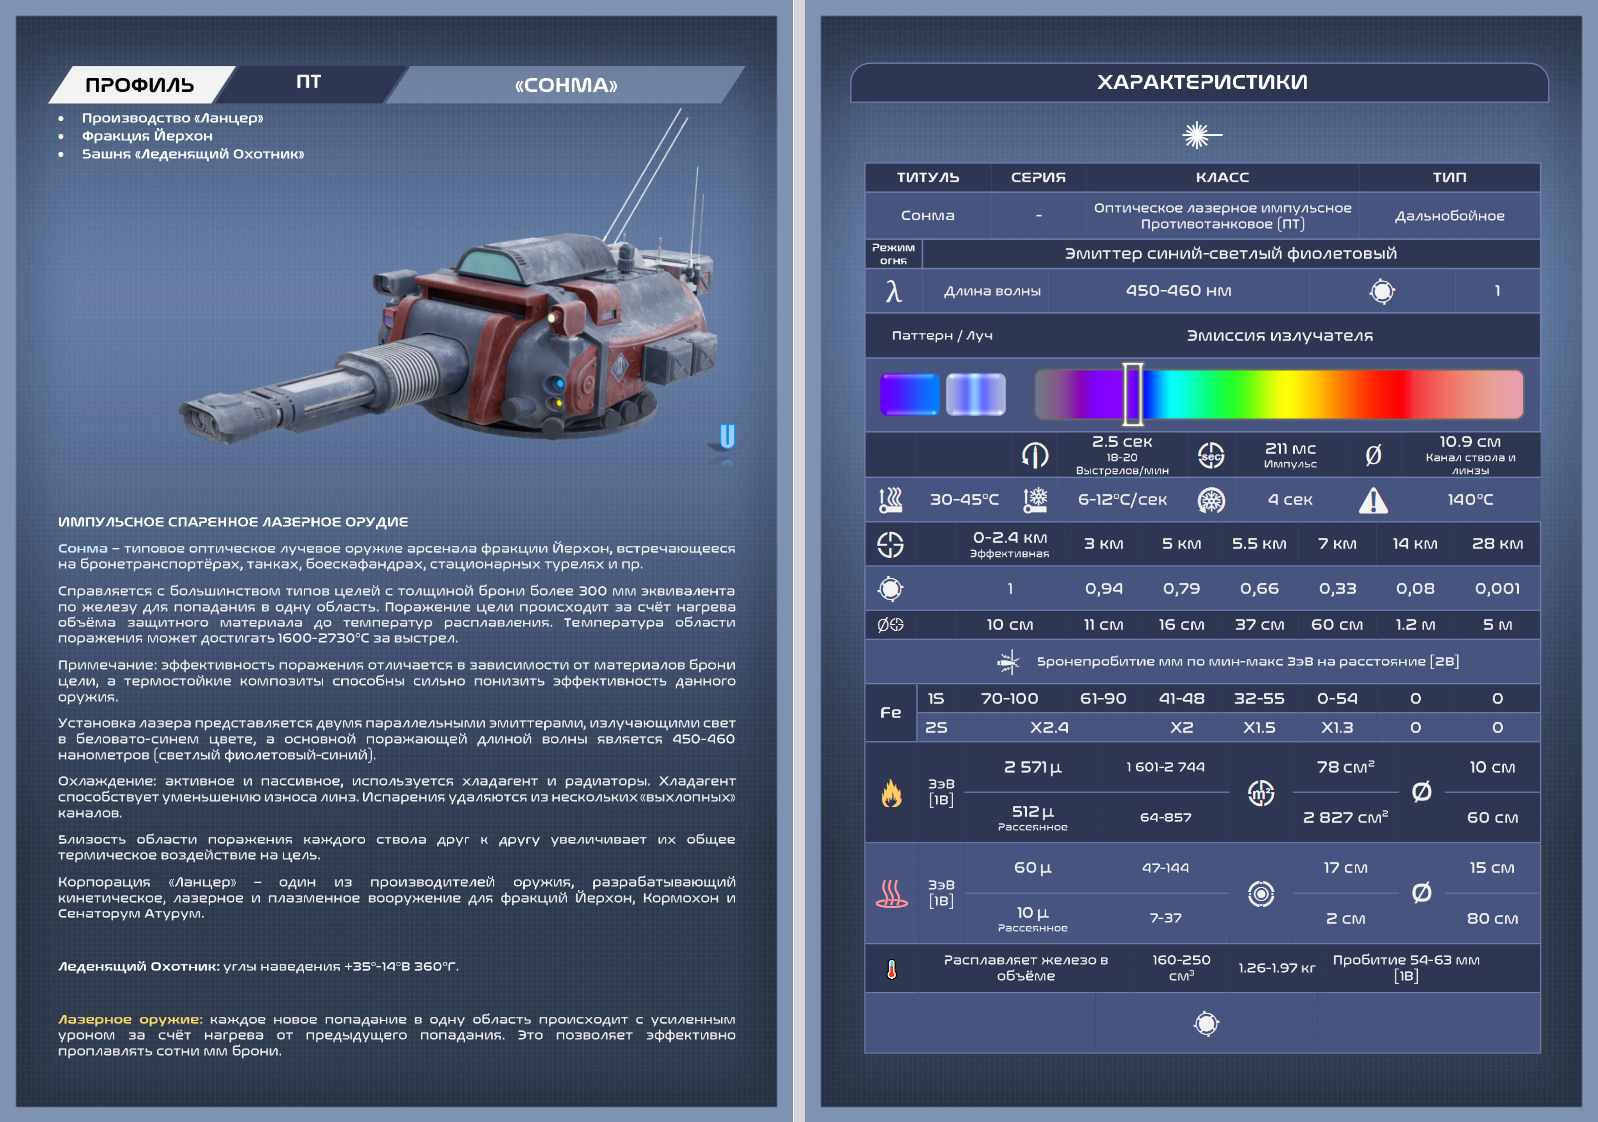 ПРОФИЛЬ
ПТ
«СОНМА»
• Производство «Ланцер»
• Фракция Йерхон
• Башня «Леденящий Охотник»
U
ИМПУЛЬСНОЕ СПАРЕННОЕ ЛАЗЕРНОЕ ОРУДИЕ
Сонма – типовое оптическое лучевое оружие арсенала фракции Йерхон, встречающееся
на бронетранспортёрах, танках, боескафандрах, стационарных турелях и пр.
Справляется с большинством типов целей с толщиной брони более 300 мм эквивалента
по железу для попадания в одну область. Поражение цели происходит за счёт нагрева
объёма защитного материала до температур расплавления. Температура области
поражения может достигать 1600-2730°С за выстрел.
Примечание: эффективность поражения отличается в зависимости от материалов брони
цели, а термостойкие композиты способны сильно понизить эффективность данного
оружия.
Установка лазера представляется двумя параллельными эмиттерами, излучающими свет
в беловато-синем цвете, а основной поражающей длиной волны является 450-460
нанометров (светлый фиолетовый-синий).
Охлаждение: активное и пассивное, используется хладагент и радиаторы. Хладагент
способствует уменьшению износа линз. Испарения удаляются из нескольких «выхлопных»
каналов.
Близость области поражения каждого ствола друг к другу увеличивает их общее
термическое воздействие на цель.
Корпорация «Ланцер» – один из производителей оружия, разрабатывающий
кинетическое, лазерное и плазменное вооружение для фракций Йерхон, Кормохон и
Сенаторум Атурум.
Леденящий Охотник: углы наведения +35°-14°В 360°Г.
Лазерное оружие: каждое новое попадание в одну область происходит с усиленным
уроном за счёт нагрева от предыдущего попадания. Это позволяет эффективно
проплавлять сотни мм брони.
ХАРАКТЕРИСТИКИ
ТИТУЛЬ СЕРИЯ КЛАСС ТИП
Сонма - Оптическое лазерное импульсное Противотанковое (ПТ) Дальнобойное
Режим огня Эмиттер синий-светлый фиолетовый
λ Длина волны 450-460 нм 1
Паттерн / Луч Эмиссия излучателя
2.5 сек 18-20 Выстрелов/мин sec 211 мс Импульс Ø 10.9 см Канал ствола и линзы
30-45°С 6-12°С/сек 4 сек ! 140°С
0-2.4 км Эффективная 3 км 5 км 5.5 км 7 км 14 км 28 км
1 0,94 0,79 0,66 0,33 0,08 0,001
Ø 10 см 11 см 16 см 37 см 60 см 1.2 м 5 м
Бронепробитие мм по мин-макс ЗэВ на расстояние [2В]
Fe 15 70-100 61-90 41-48 32-55 0-54 0 0
25 X2.4 X2 X1.5 X1.3 0 0
ЗэВ [1В] 2 571 μ 1 601-2 744 m² 78 см² Ø 10 см
512 μ Рассеянное 64-857 2 827 см² 60 см
ЗэВ [1В] 60 μ 47-144 17 см Ø 15 см
10 μ Рассеянное 7-37 2 см 80 см
Расплавляет железо в объёме 160-250 см³ 1.26-1.97 кг Пробитие 54-63 мм [1В]